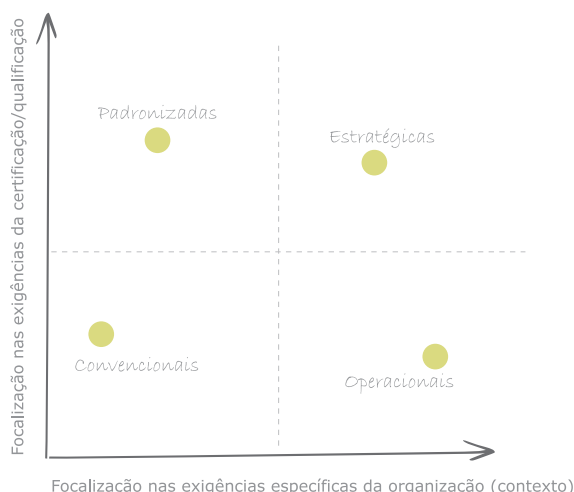 Focalização nas exigências da certificação/qualificação
Padronizadas
Estratégicas
Convencionais
Operacionais
Focalização nas exigências específicas da organização (contexto)